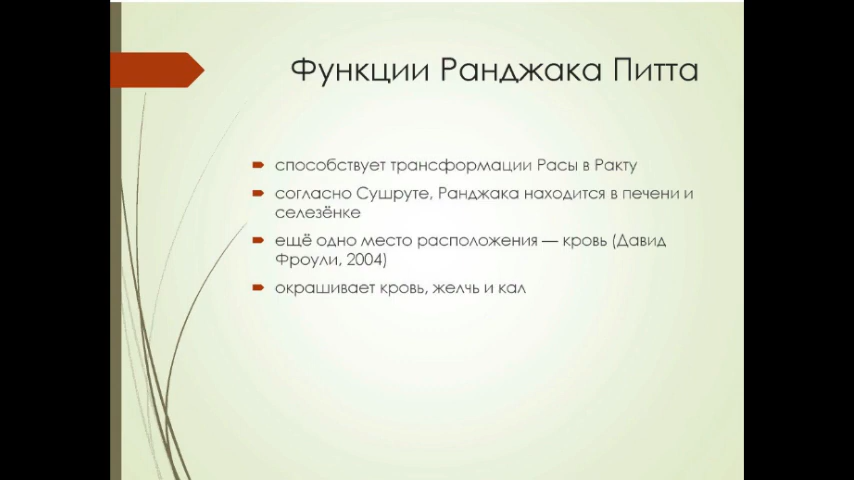 Функции Ранджака Питта
способствует трансформации Расы в Ракту
согласно Сушруте, Ранджака находится в печени и
селезёнке
ещё одно место расположения — кровь (Давид
Фроули, 2004)
окрашивает кровь, желчь и кал